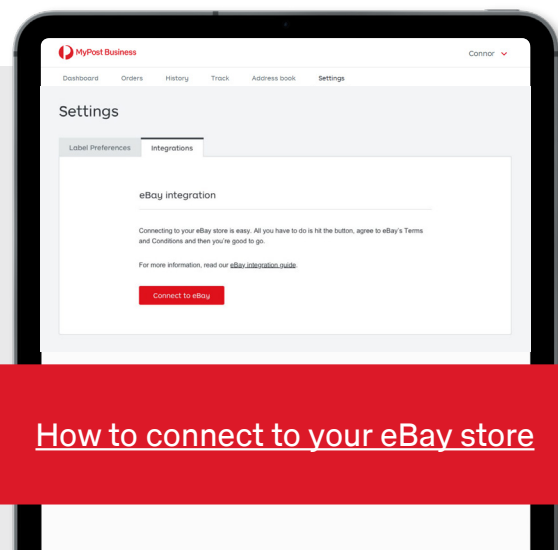 MyPost Business
Connor
Dashboard Orders History Track Address book Settings
Settings
Label Preferences Integrations
eBay integration
Connecting to your eBay store is easy. All you have to do is hit the button, agree to eBay's Terms
and Conditions and then you're good to go.
For more information, read our eBay integration guide.
Connect to eBay
How to connect to your eBay store